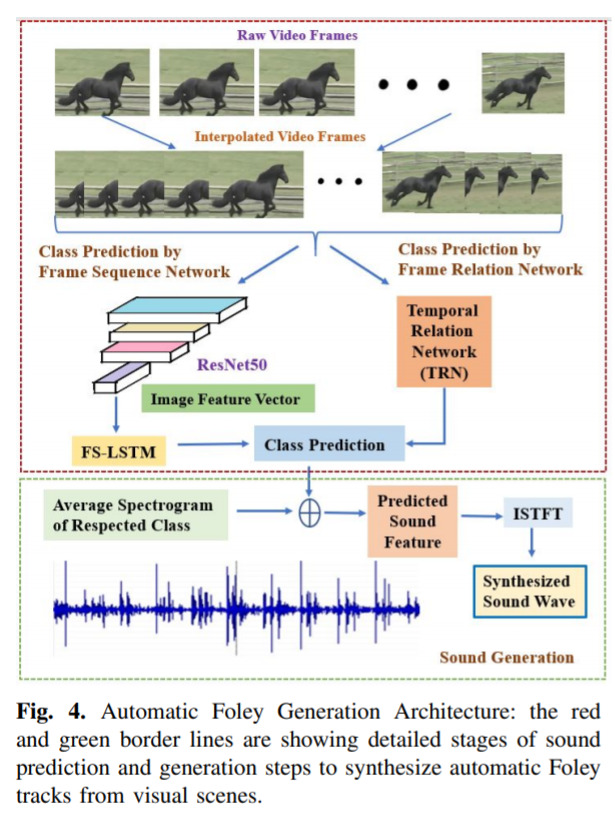 Raw Video Frames
Interpolated Video Frames
Class Prediction by
Frame Sequence Network
Class Prediction by
Frame Relation Network
ResNet50
Image Feature Vector
Temporal
Relation
Network
(TRN)
FS-LSTM
Class Prediction
Average Spectrogram
of Respected Class
Predicted
Sound
Feature
ISTFT
Synthesized
Sound Wave
Sound Generation
Fig. 4. Automatic Foley Generation Architecture: the red
and green border lines are showing detailed stages of sound
prediction and generation steps to synthesize automatic Foley
tracks from visual scenes.